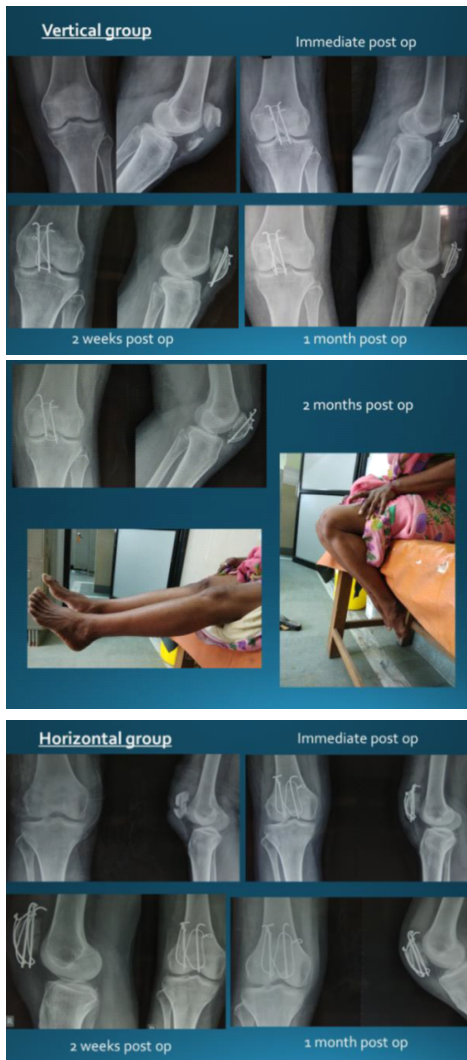 Vertical group
Immediate post op
2 weeks post op
1 month post op
2 months post op
Horizontal group
Immediate post op
2 weeks post op
1 month post op